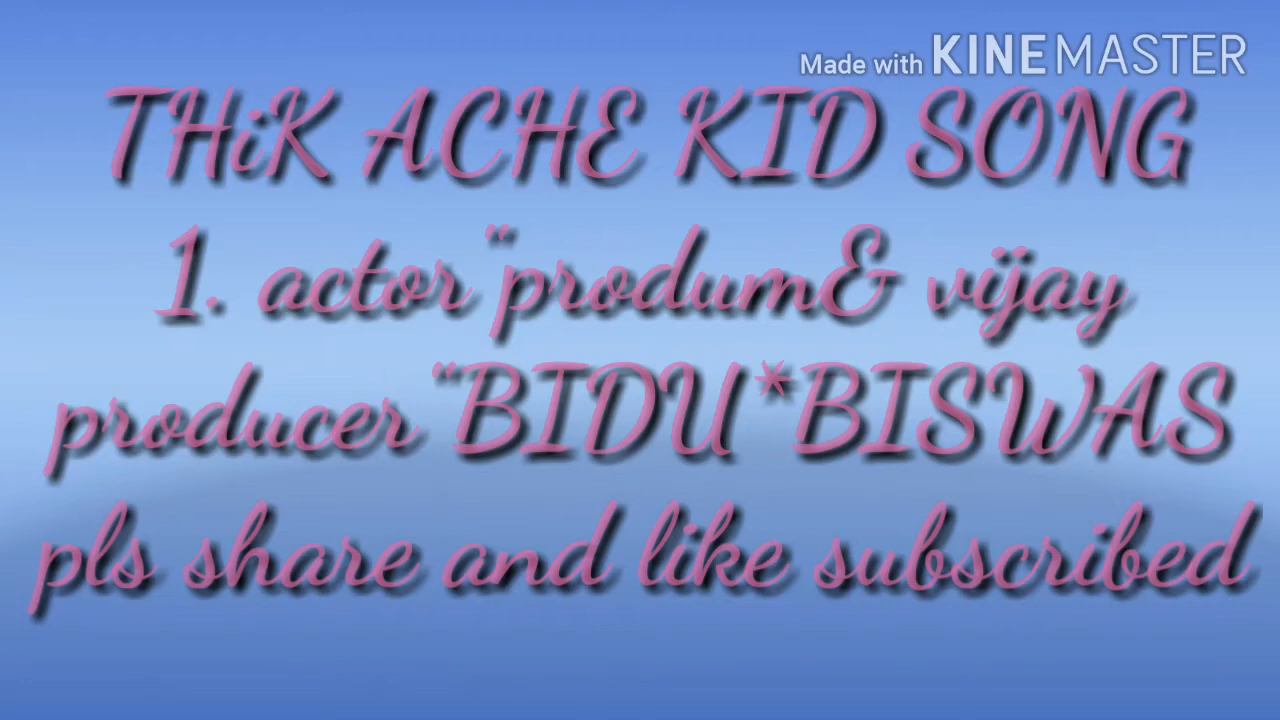 Made with KINEMASTER
THiK ACHE KID SONG
1. actor "produm& vijay
producer "BIDU*BISWAS
pls share and like subscribed